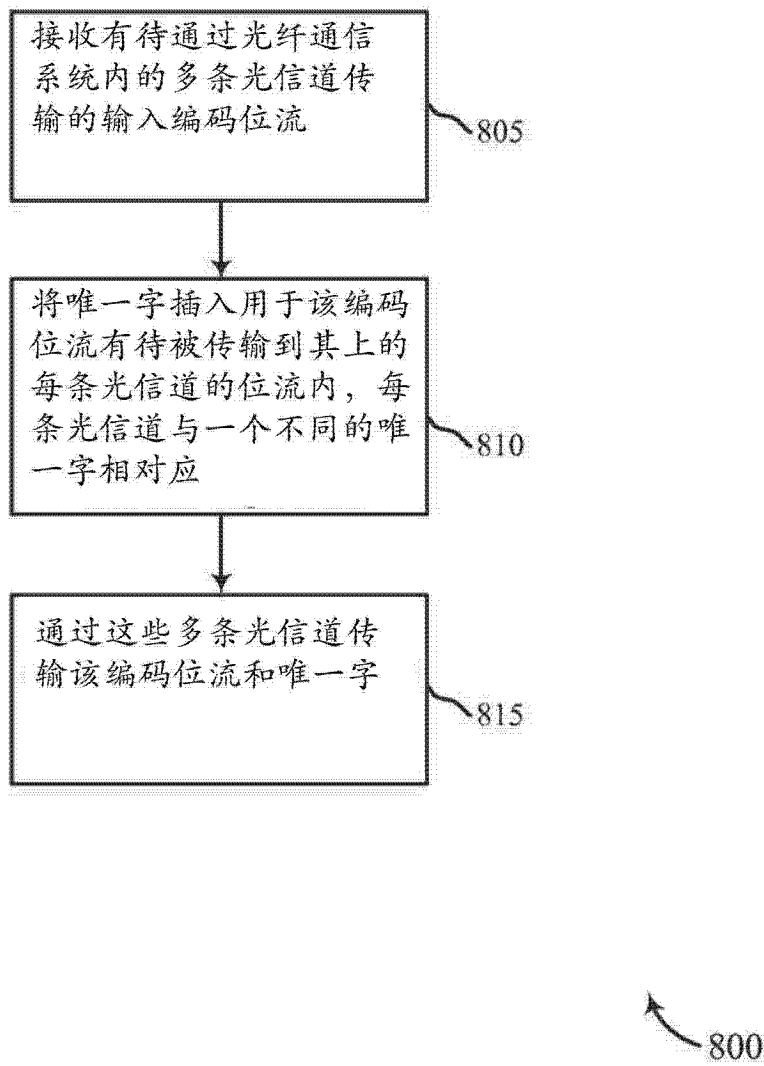 接收有待通过光纤通信
系统内的多条光信道传
输的输入编码位流
805
将唯一字插入用于该编码
位流有待被传输到其上的
每条光信道的位流内，每
条光信道与一个不同的唯
一字相对应
810
通过这些多条光信道传
输该编码位流和唯一字
815
800